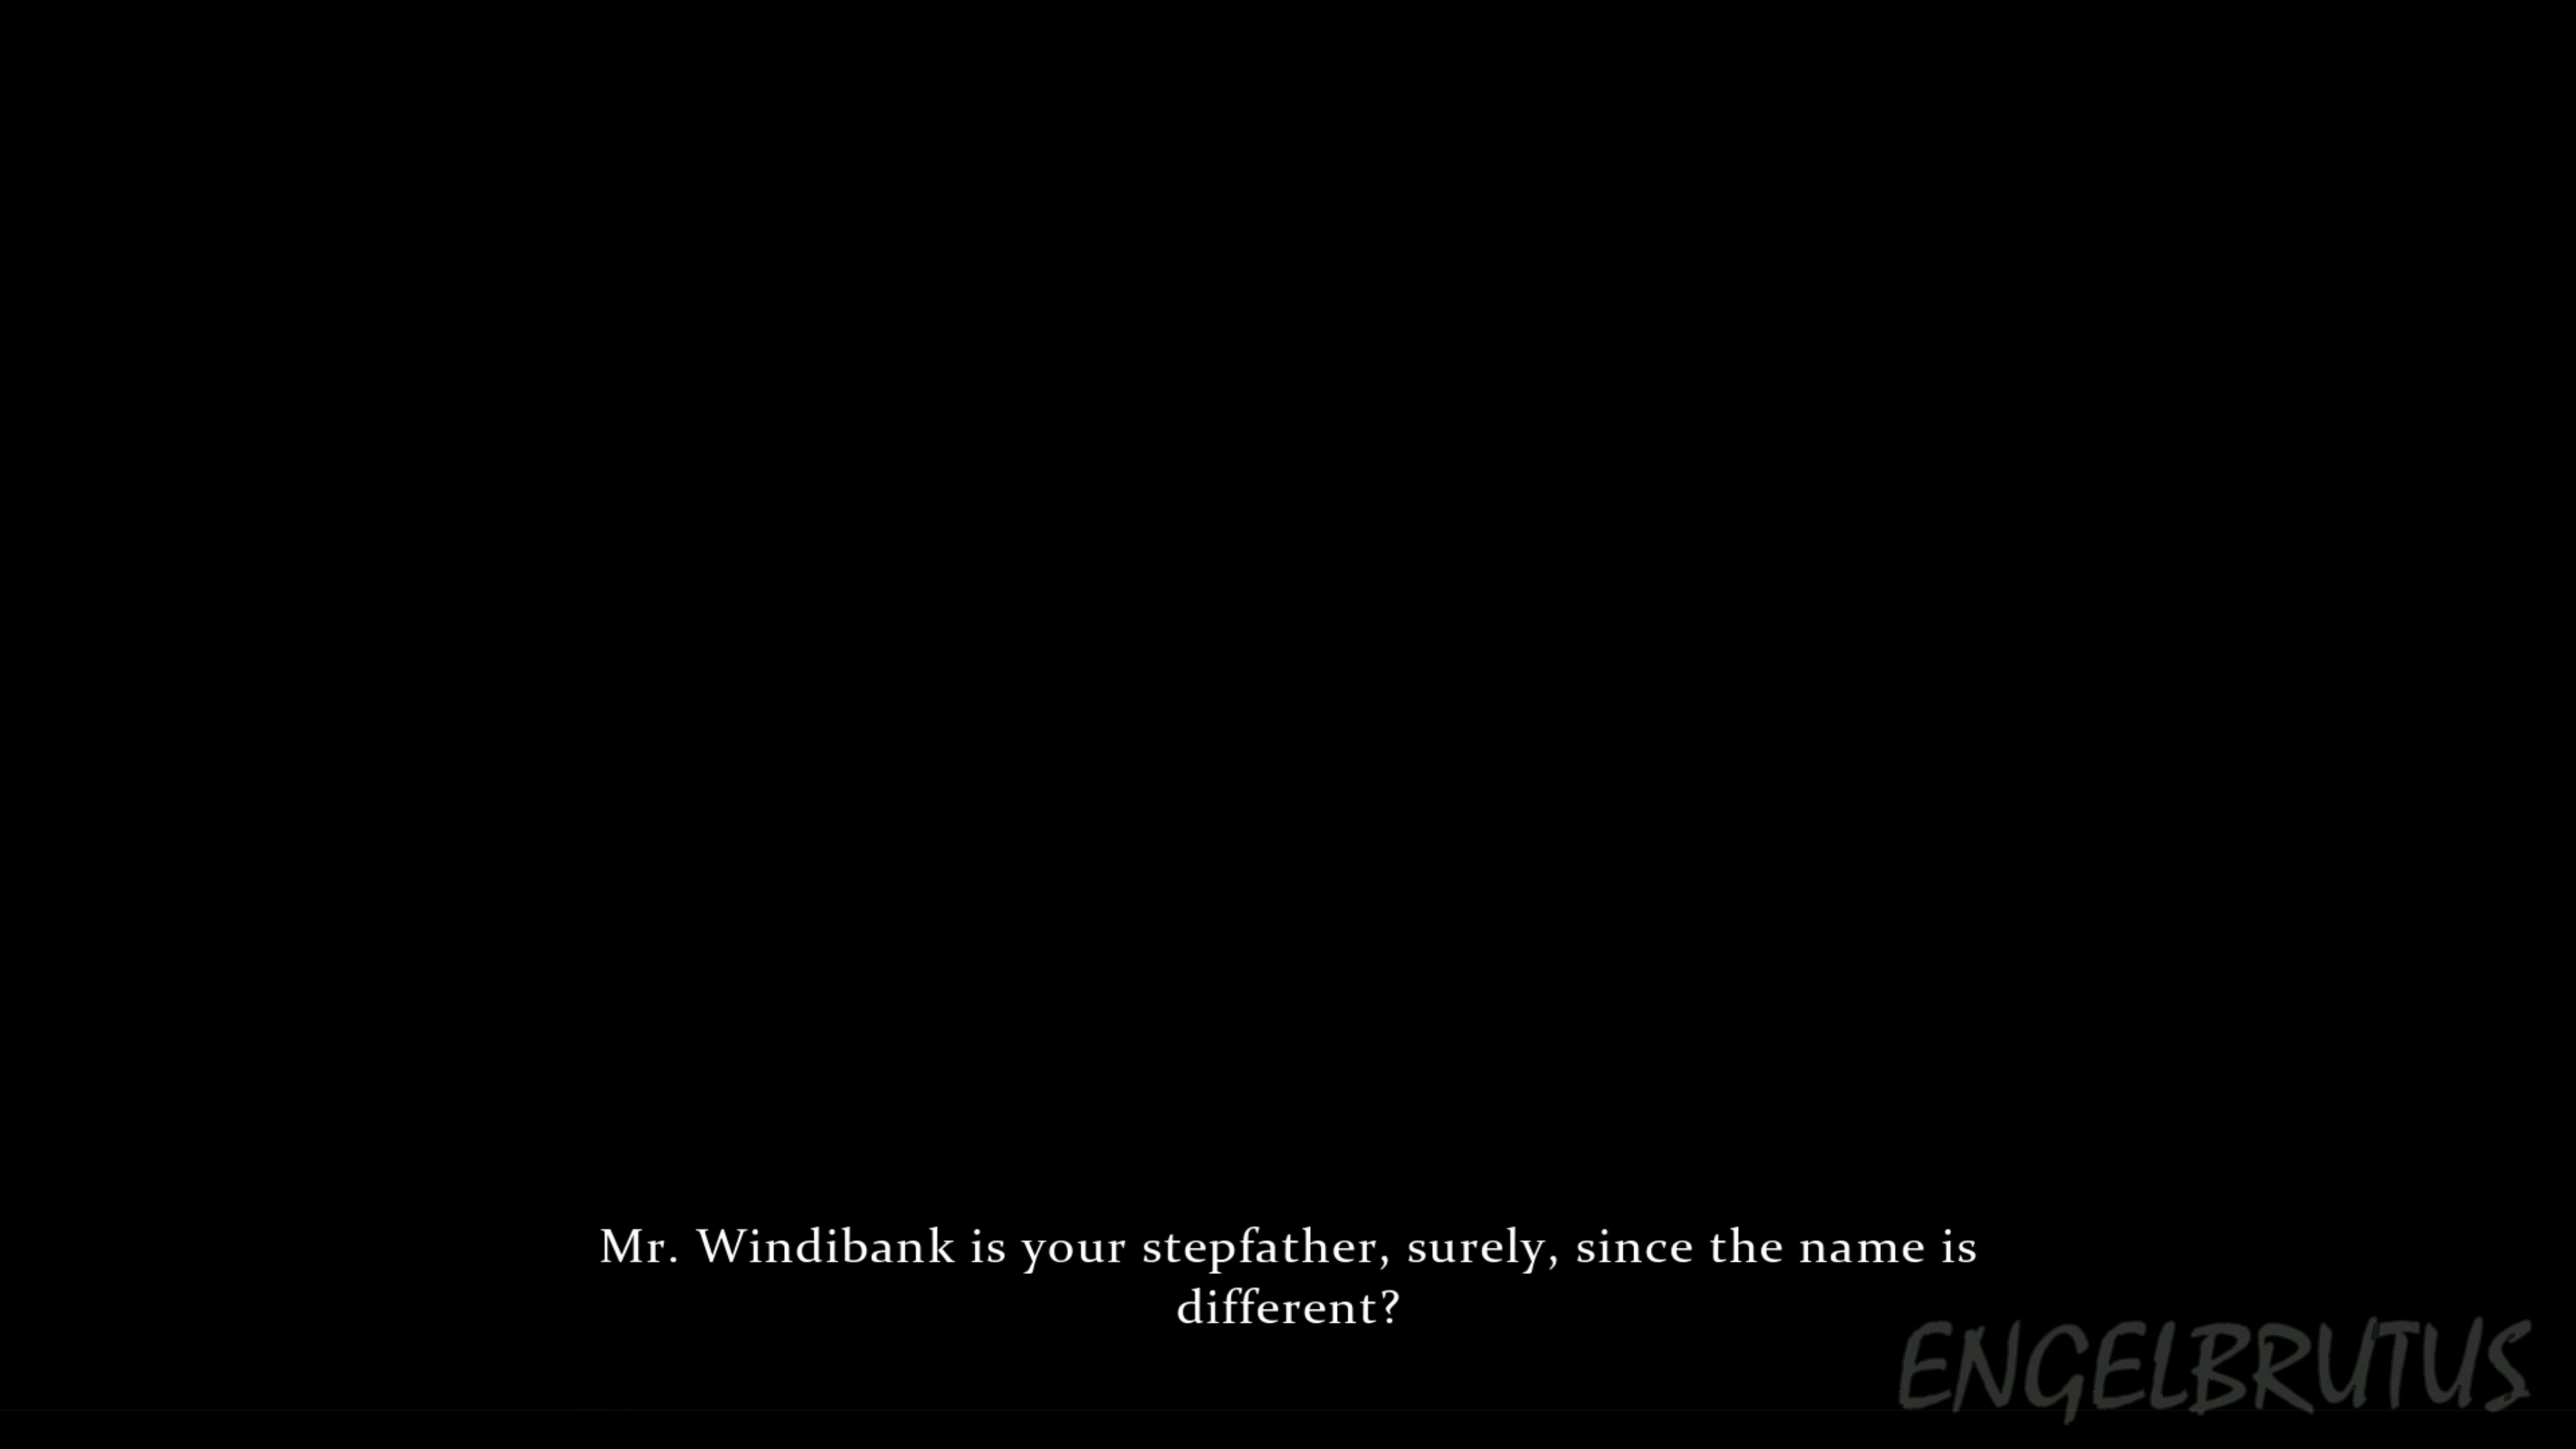 Mr. Windibank is your stepfather, surely, since the name is
different?
ENGELBRUTUS